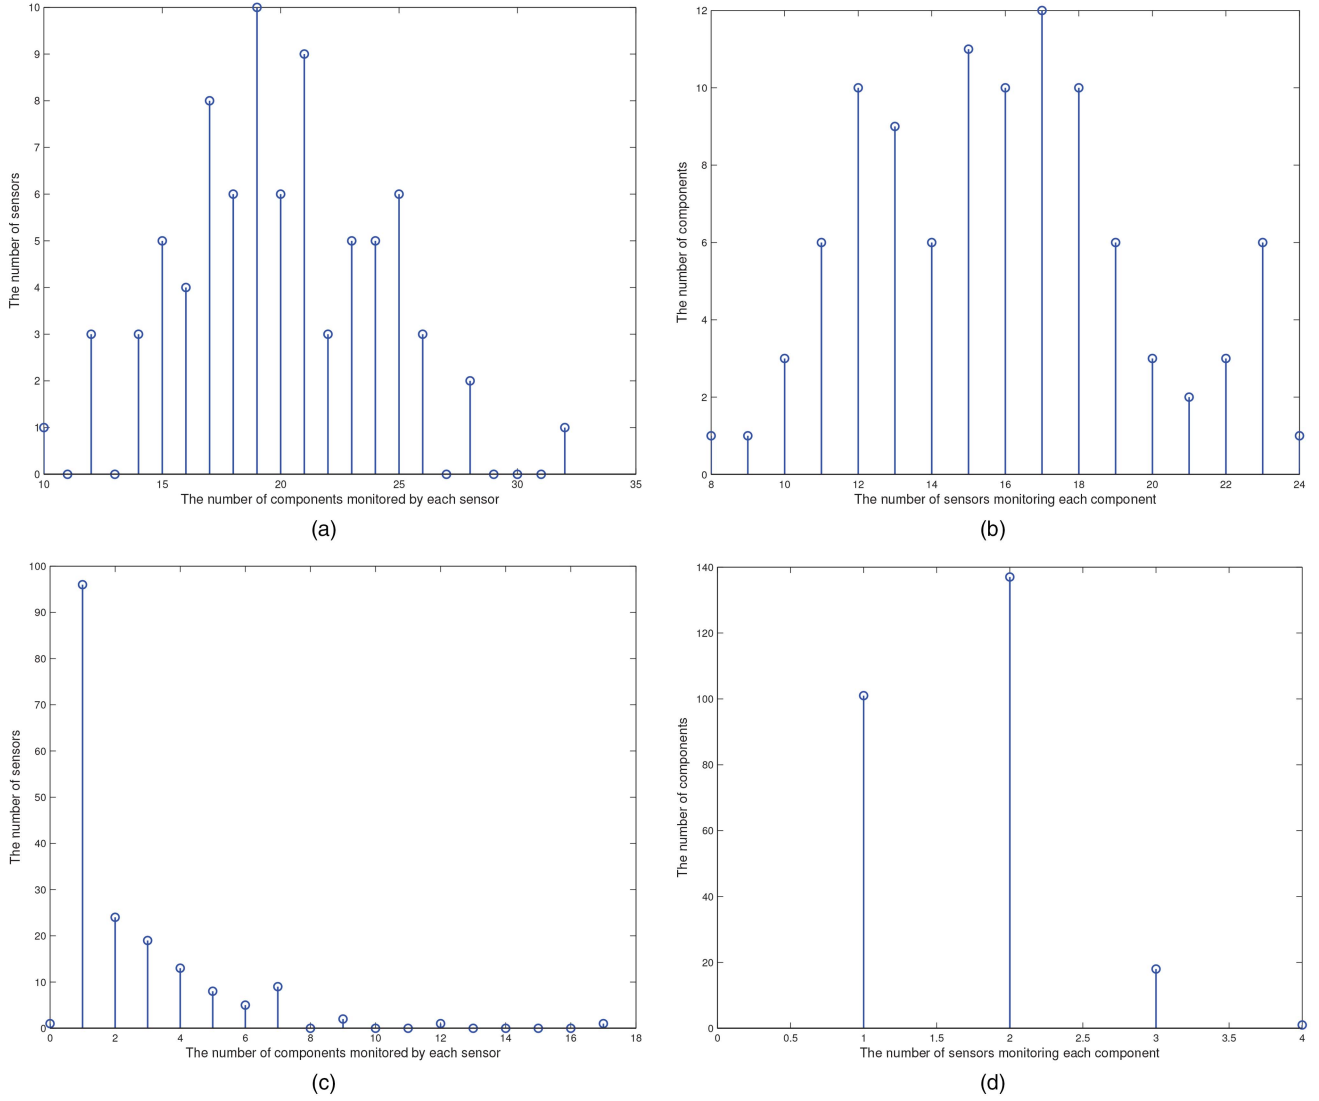 10
9
8
7
6
5
4
3
2
1
0
The number of sensors
10 15 20 25 30 35
The number of components monitored by each sensor
(a)
12
10
8
6
4
2
0
The number of components
8 10 12 14 16 18 20 22 24
The number of sensors monitoring each component
(b)
100
90
80
70
60
50
40
30
20
10
0
The number of sensors
0 2 4 6 8 10 12 14 16 18
The number of components monitored by each sensor
(c)
140
120
100
80
60
40
20
0
The number of components
0 0.5 1 1.5 2 2.5 3 3.5 4
The number of sensors monitoring each component
(d)